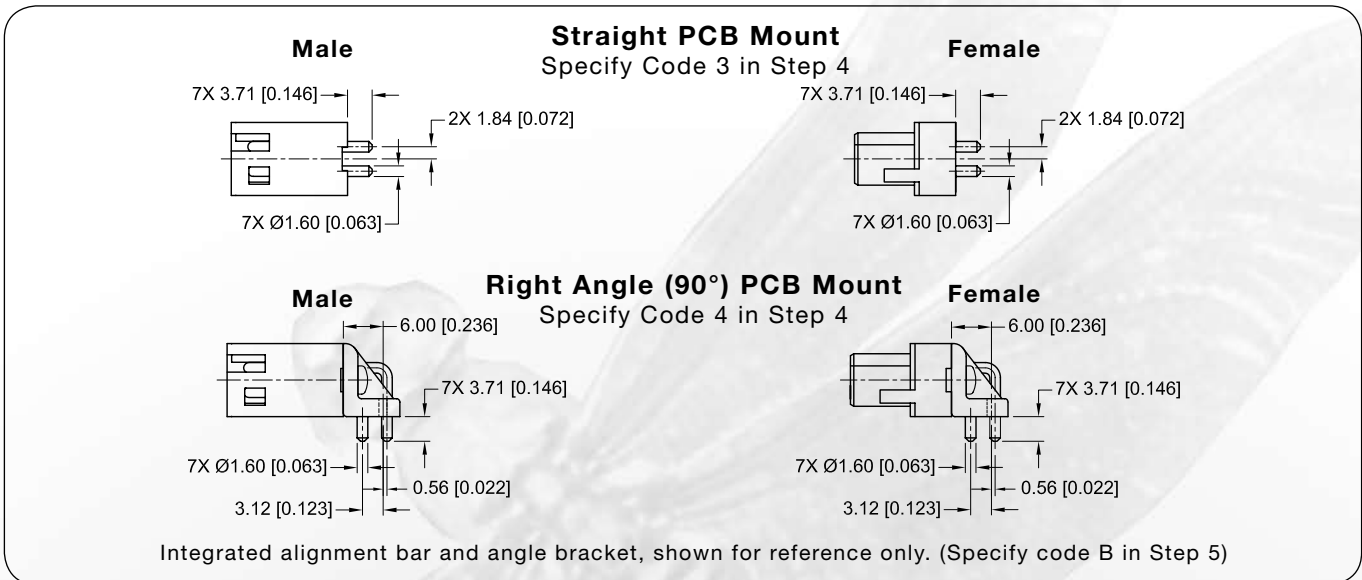 Straight PCB Mount
Specify Code 3 in Step 4
Male
7X 3.71 [0.146]
2X 1.84 [0.072]
7X Ø1.60 [0.063]
Female
7X 3.71 [0.146]
2X 1.84 [0.072]
7X Ø1.60 [0.063]
Right Angle (90°) PCB Mount
Specify Code 4 in Step 4
Male
6.00 [0.236]
7X 3.71 [0.146]
7X Ø1.60 [0.063]
0.56 [0.022]
3.12 [0.123]
Female
6.00 [0.236]
7X 3.71 [0.146]
7X Ø1.60 [0.063]
0.56 [0.022]
3.12 [0.123]
Integrated alignment bar and angle bracket, shown for reference only. (Specify code B in Step 5)